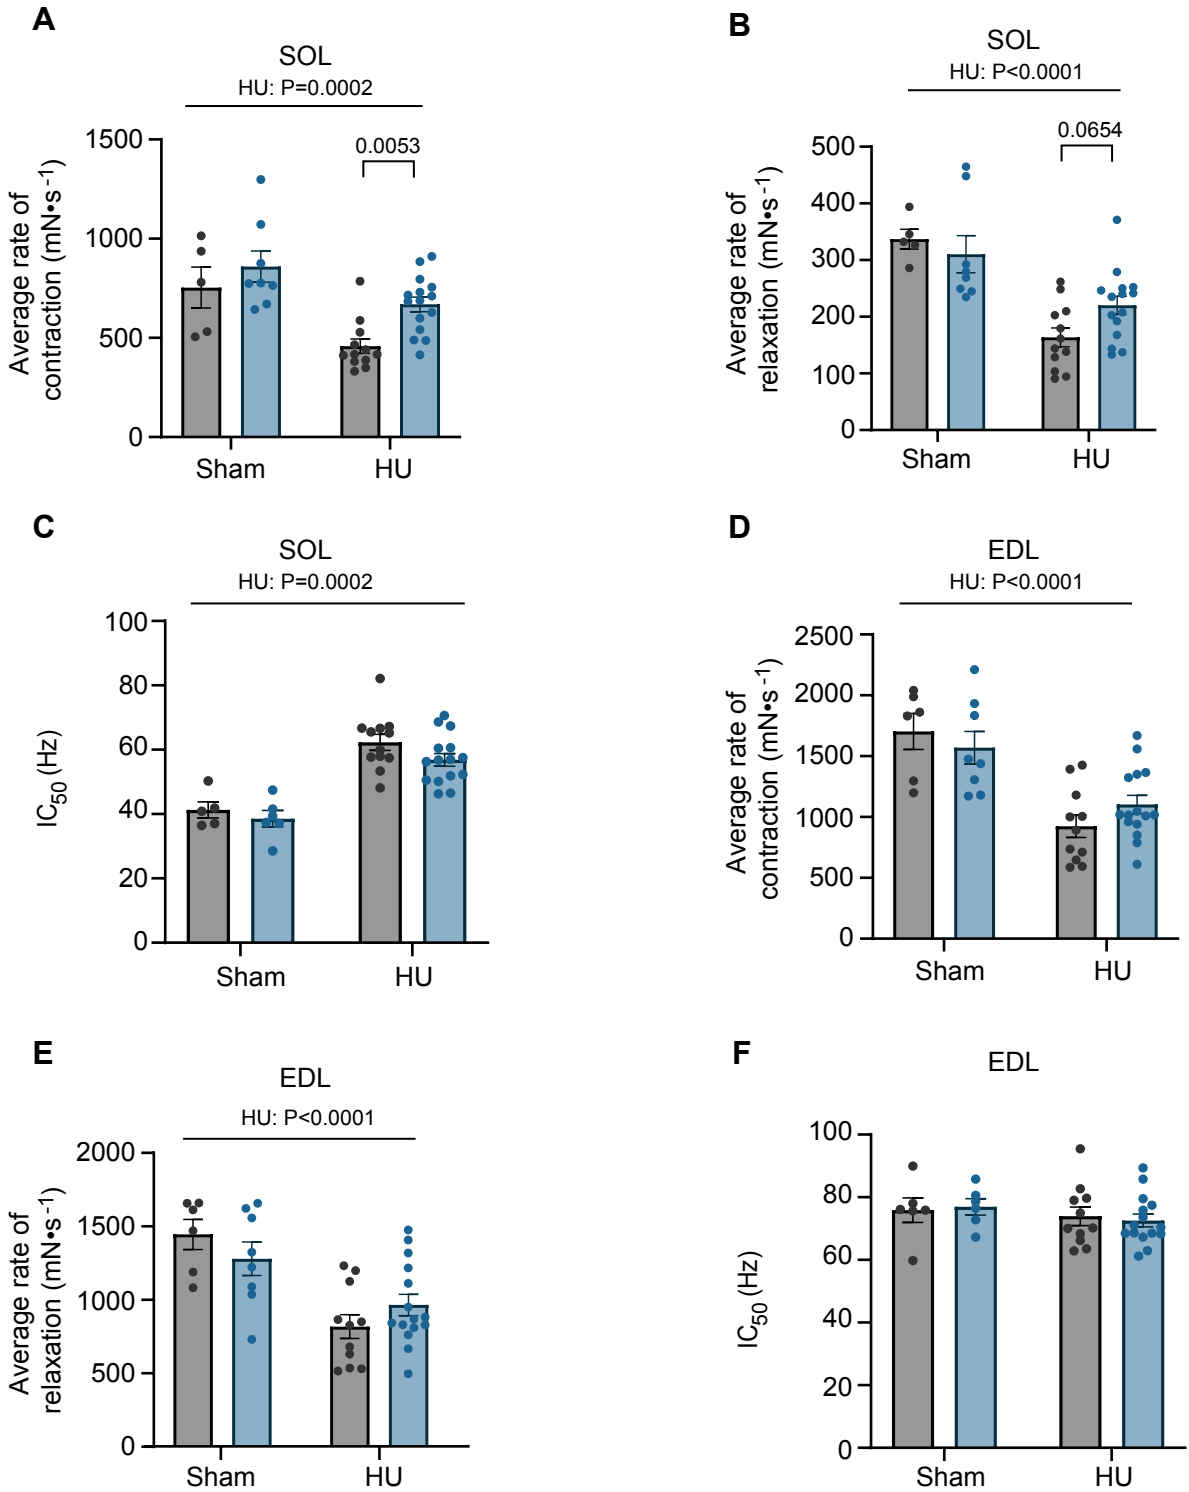 A
SOL
HU: P=0.0002
0.0053
Average rate of
contraction (mN•s⁻¹)
1500
1000
500
0
Sham
HU
B
SOL
HU: P<0.0001
0.0654
Average rate of
relaxation (mN•s⁻¹)
500
400
300
200
100
0
Sham
HU
C
SOL
HU: P=0.0002
IC₅₀ (Hz)
100
80
60
40
20
0
Sham
HU
D
EDL
HU: P<0.0001
Average rate of
contraction (mN•s⁻¹)
2500
2000
1500
1000
500
0
Sham
HU
E
EDL
HU: P<0.0001
Average rate of
relaxation (mN•s⁻¹)
2000
1500
1000
500
0
Sham
HU
F
EDL
IC₅₀ (Hz)
100
80
60
40
20
0
Sham
HU